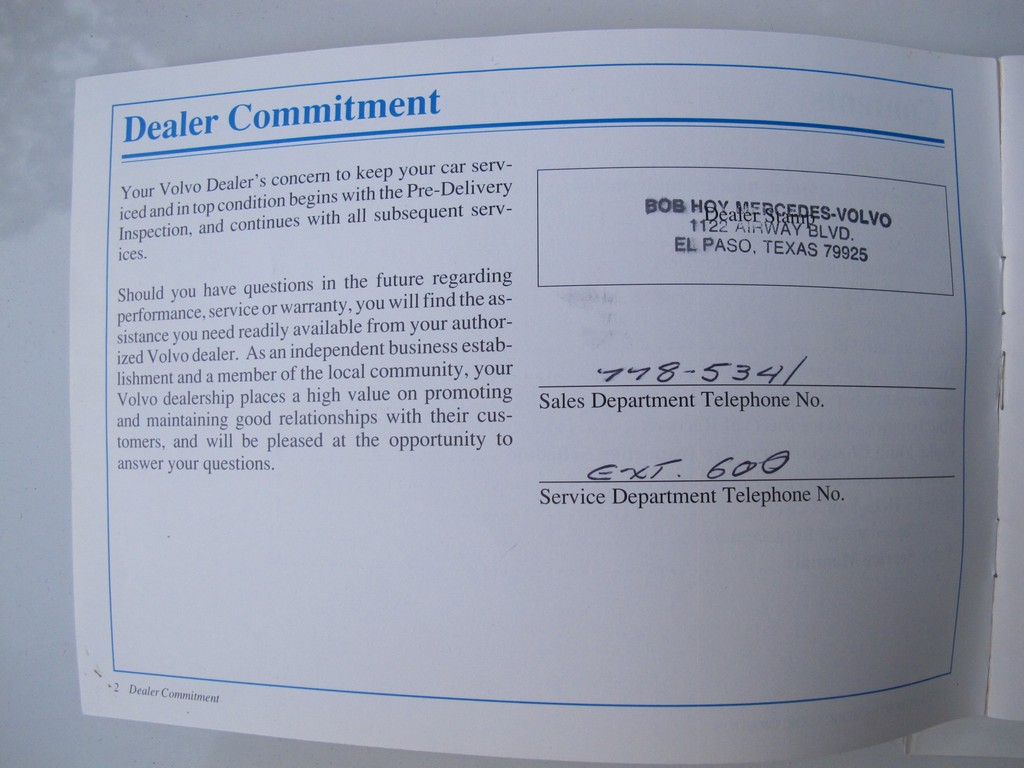 Dealer Commitment
Your Volvo Dealer's concern to keep your car serv-
iced and in top condition begins with the Pre-Delivery
Inspection, and continues with all subsequent serv-
ices.
Should you have questions in the future regarding
performance, service or warranty, you will find the as-
sistance you need readily available from your author-
ized Volvo dealer. As an independent business estab-
lishment and a member of the local community, your
Volvo dealership places a high value on promoting
and maintaining good relationships with their cus-
tomers, and will be pleased at the opportunity to
answer your questions.
BOB HOY MERCEDES-VOLVO
Dealer Stamp
1122 AIRWAY BLVD.
EL PASO, TEXAS 79925
778-5341
Sales Department Telephone No.
EXT. 600
Service Department Telephone No.
2 Dealer Commitment